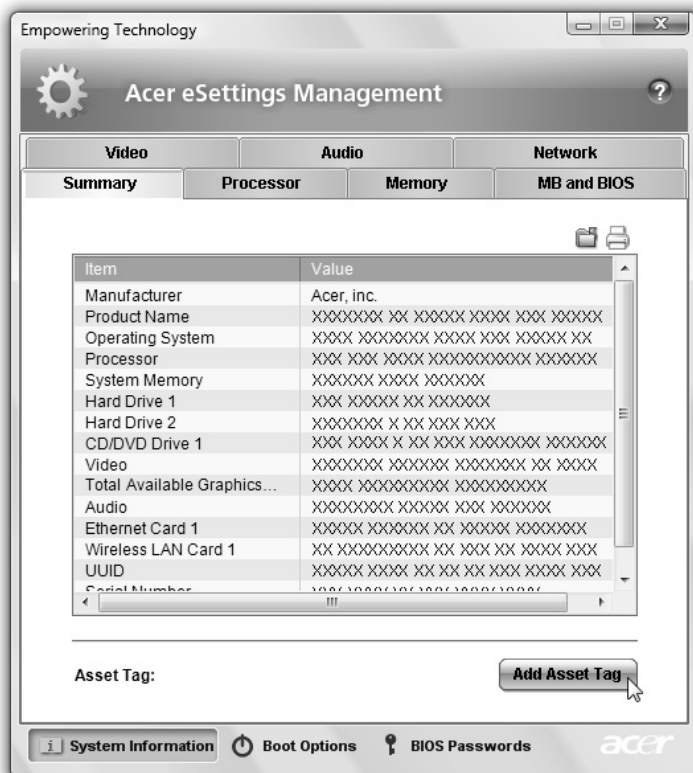 Empowering Technology
Acer eSettings Management
?
Video Audio Network
Summary Processor Memory MB and BIOS
Item Value
Manufacturer Acer, inc.
Product Name XXXXXXX XX XXXXX XXXX XXX XXXXX
Operating System XXXX XXXXXXX XXXX XXX XXXXX XX
Processor XXX XXX XXXX XXXXXXXXXX XXXXXX
System Memory XXXXXX XXXX XXXXXX
Hard Drive 1 XXX XXXXX XX XXXXXX
Hard Drive 2 XXXXXXX X XX XXX XXX
CD/DVD Drive 1 XXX XXXX X XX XXX XXXXXXX XXXXXX
Video XXXXXXX XXXXXX XXXXXXX XX XXXX
Total Available Graphics... XXXX XXXXXXXXX XXXXXXXXX
Audio XXXXXXXX XXXXX XXX XXXXXX
Ethernet Card 1 XXXXX XXXXXX XX XXXXX XXXXXXX
Wireless LAN Card 1 XX XXXXXXXXX XX XXX XX XXXX XXX
UUID XXXXX XXXX XX XX XX XXX XXXX XXX
Serial Number
Asset Tag: Add Asset Tag
i System Information Boot Options BIOS Passwords acer